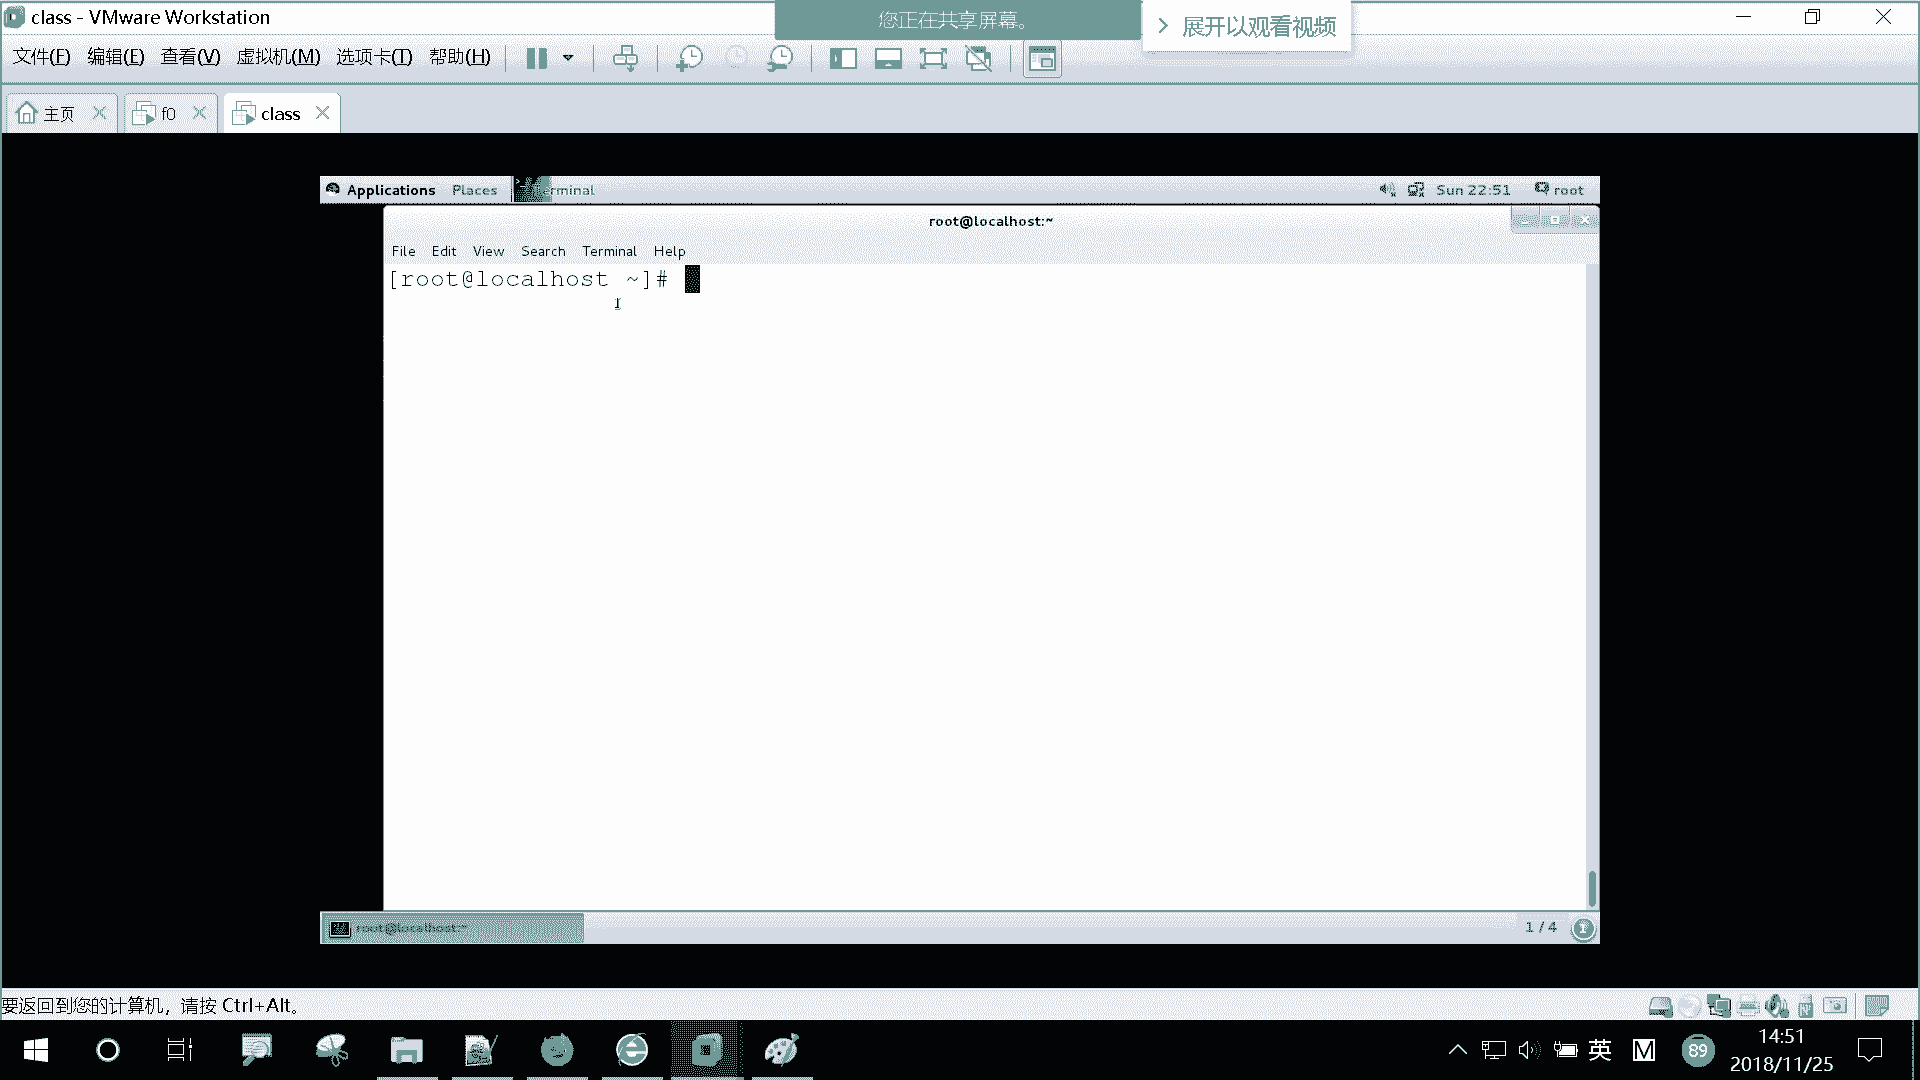 class - VMware Workstation
您正在共享屏幕。
展开以观看视频
文件(F) 编辑(E) 查看(V) 虚拟机(M) 选项卡(T) 帮助(H)
主页
f0
class
Applications Places Terminal Sun 22:51 root
root@localhost:~
File Edit View Search Terminal Help
[root@localhost ~]#
root@localhost:~
1 / 4
要返回到您的计算机，请按 Ctrl+Alt。
英
M
89
14:51
2018/11/25